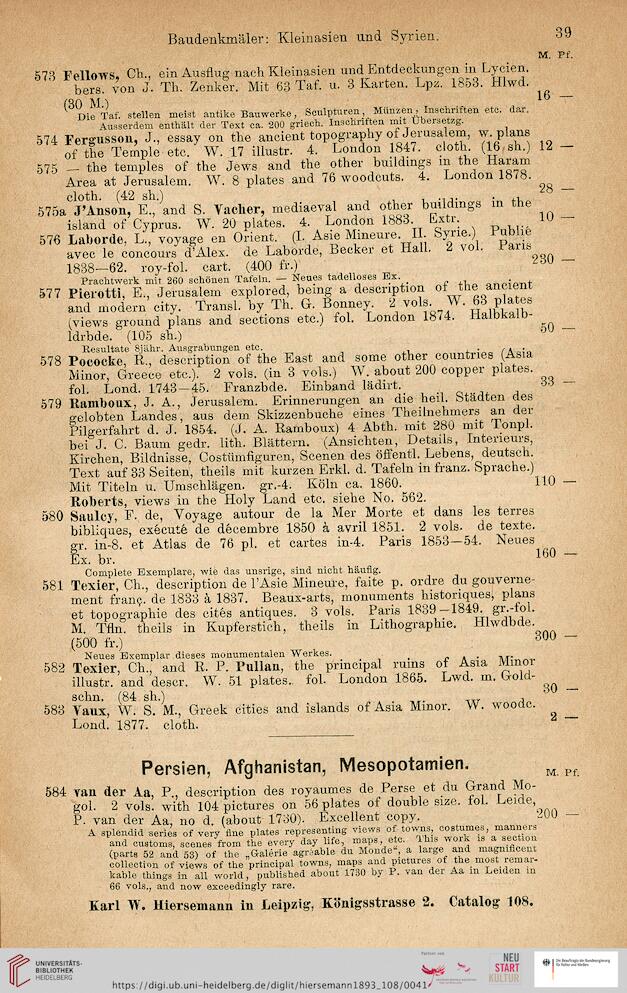 Baudenkmäler: Kleinasien und Syrien. 39
M. Pf.
573 Fellows, Ch., ein Ausflug nach Kleinasien und Entdeckungen in Lycien.
bers. von J. Th. Zenker. Mit 63 Taf. u. 3 Karten. Lpz. 1853. Hlwd.
(30 M.) 16 —
Die Taf. stellen meist antike Bauwerke, Sculpturen, Münzen, Inschriften etc. dar.
Ausserdem enthält der Text ca. 200 griech. Inschriften mit Übersetzg.
574 Fergusson, J., essay on the ancient topography of Jerusalem, w. plans
of the Temple etc. W. 17 illustr. 4. London 1847. cloth. (16 sh.) 12 —
575 — the temples of the Jews and the other buildings in the Haram
Area at Jerusalem. W. 8 plates and 76 woodcuts. 4. London 1878.
cloth. (42 sh.) 28 —
575a J'Anson, E., and S. Vacher, mediaeval and other buildings in the
island of Cyprus. W. 20 plates. 4. London 1883. Extr. 10 —
576 Laborde, L., voyage en Orient. (I. Asie Mineure. II. Syrie.) Publié
avec le concours d'Alex. de Laborde, Becker et Hall. 2 vol. Paris
1838—62. roy-fol. cart. (400 fr.) 230 —
Prachtwerk mit 260 schönen Tafeln. — Neues tadelloses Ex.
577 Pierotti, E., Jerusalem explored, being a description of the ancient
and modern city. Transl. by Th. G. Bonney. 2 vols. W. 63 plates
(views ground plans and sections etc.) fol. London 1874. Halbkalb-
ldrbde. (105 sh.) 50 —
Resultate 8jähr. Ausgrabungen etc.
578 Pococke, R., description of the East and some other countries (Asia
Minor, Greece etc.). 2 vols. (in 3 vols.) W. about 200 copper plates.
fol. Lond. 1743—45. Franzbde. Einband lädirt. 33 —
579 Ramboux, J. A., Jerusalem. Erinnerungen an die heil. Städten des
gelobten Landes, aus dem Skizzenbuche eines Theilnehmers an der
Pilgerfahrt d. J. 1854. (J. A. Ramboux) 4 Abth. mit 280 mit Tonpl.
bei J. C. Baum gedr. lith. Blättern. (Ansichten, Details, Interieurs,
Kirchen, Bildnisse, Costümfiguren, Scenen des öffentl. Lebens, deutsch.
Text auf 33 Seiten, theils mit kurzen Erkl. d. Tafeln in franz. Sprache.)
Mit Titeln u. Umschlägen. gr.-4. Köln ca. 1860. 110 —
Roberts, views in the Holy Land etc. siehe No. 562.
580 Saulcy, F. de, Voyage autour de la Mer Morte et dans les terres
bibliques, exécuté de décembre 1850 à avril 1851. 2 vols. de texte.
gr. in-8. et Atlas de 76 pl. et cartes in-4. Paris 1853—54. Neues
Ex. br. 160 —
Complete Exemplare, wie das unsrige, sind nicht häufig.
581 Texier, Ch., description de l'Asie Mineure, faite p. ordre du gouverne-
ment franç. de 1833 à 1837. Beaux-arts, monuments historiques, plans
et topographie des cités antiques. 3 vols. Paris 1839—1849. gr.-fol.
M. Tfln. theils in Kupferstich, theils in Lithographie. Hlwdbde.
(500 fr.) 300 —
Neues Exemplar dieses monumentalen Werkes.
582 Texier, Ch., and R. P. Pullan, the principal ruins of Asia Minor
illustr. and descr. W. 51 plates. fol. London 1865. Lwd. m. Gold-
schn. (84 sh.) 30 —
583 Vaux, W. S. M., Greek cities and islands of Asia Minor. W. woodc.
Lond. 1877. cloth. 2 —
Persien, Afghanistan, Mesopotamien.
M. Pf.
584 van der Aa, P., description des royaumes de Perse et du Grand Mo-
gol. 2 vols. with 104 pictures on 56 plates of double size. fol. Leide,
P. van der Aa, no d. (about 1730). Excellent copy. 200 —
A splendid series of very fine plates representing views of towns, costumes, manners
and customs, scenes from the every day life, maps, etc. This work is a section
(parts 52 and 53) of the „Galérie agréable du Monde“, a large and magnificent
collection of views of the principal towns, maps and pictures of the most remar-
kable things in all world, published about 1730 by P. van der Aa in Leiden in
66 vols., and now exceedingly rare.
Karl W. Hiersemann in Leipzig, Königsstrasse 2. Catalog 108.
UNIVERSITÄTS-
BIBLIOTHEK
HEIDELBERG
https://digi.ub.uni-heidelberg.de/diglit/hiersemann1893_108/0041
NEU
START
KULTUR